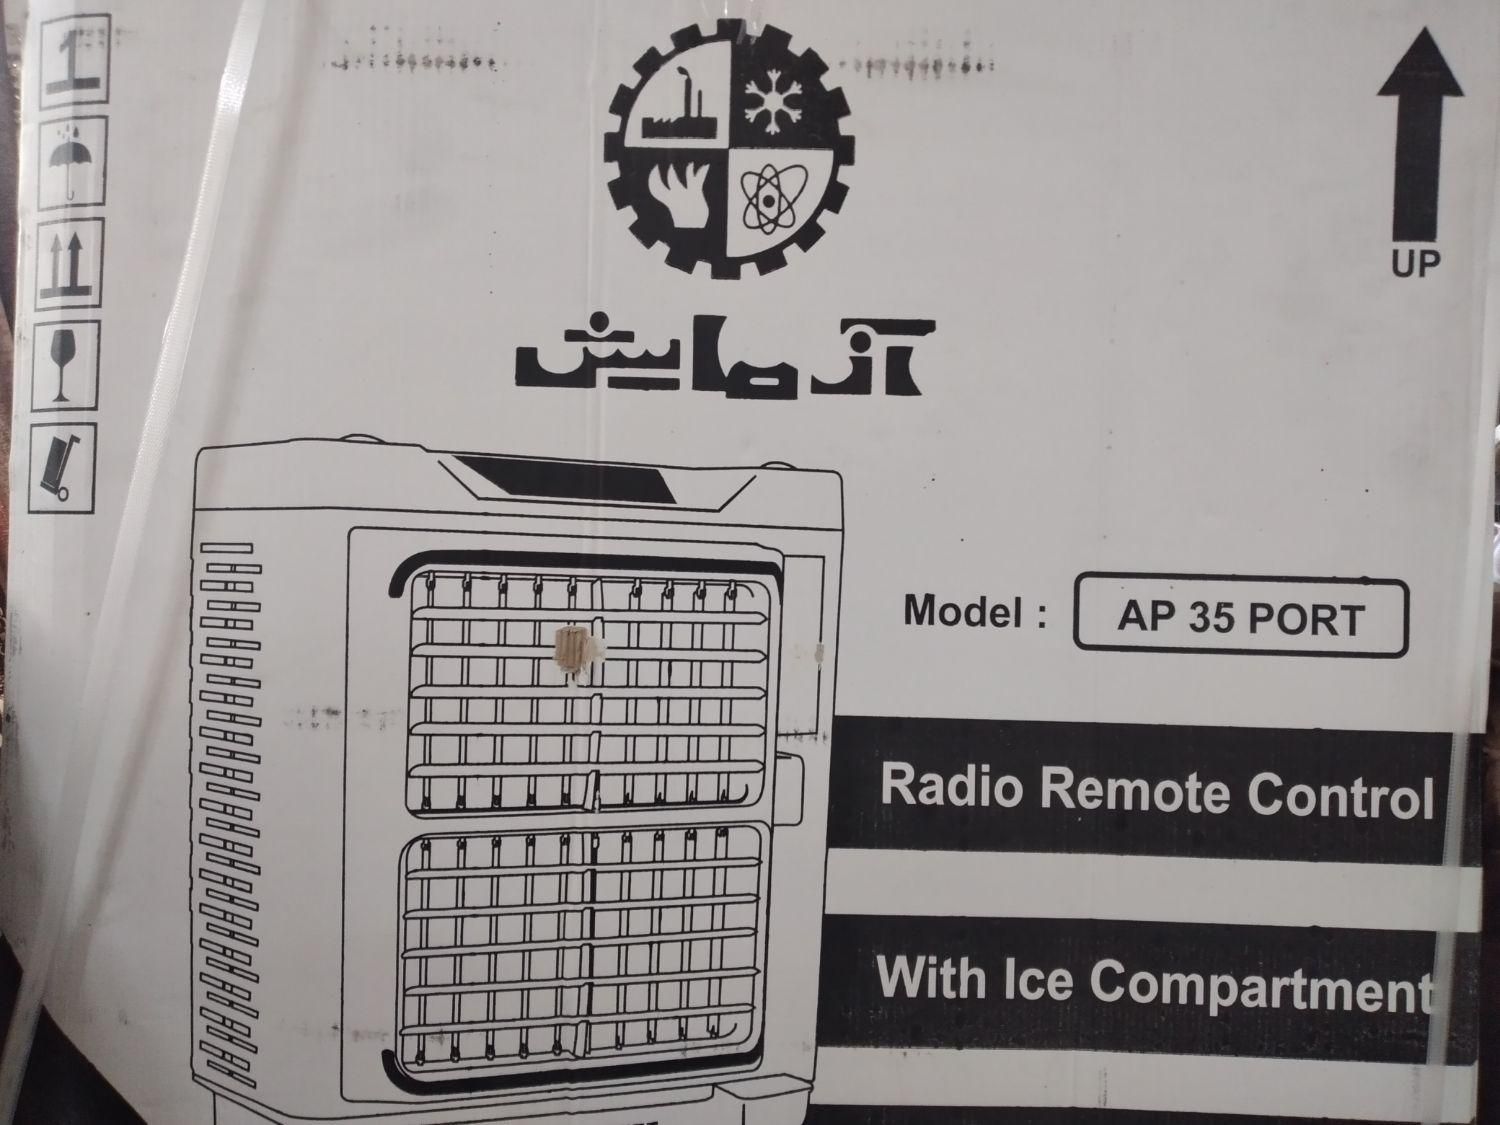 UP
آزمایش
Model : AP 35 PORT
Radio Remote Control
With Ice Compartment